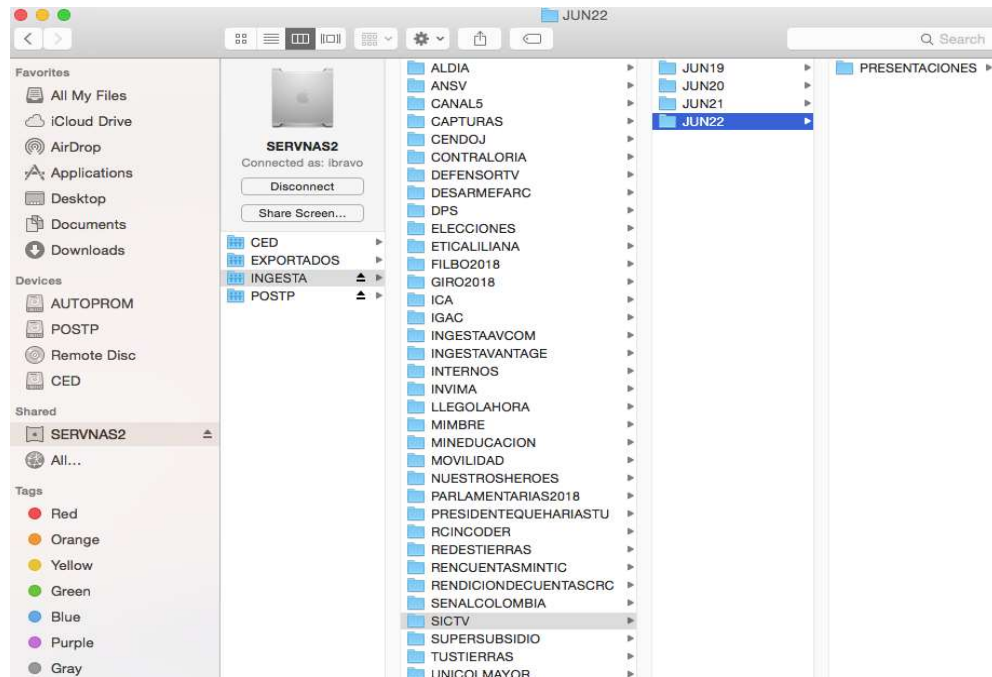 JUN22
Search
Favorites
All My Files
iCloud Drive
AirDrop
Applications
Desktop
Documents
Downloads
Devices
AUTOPROM
POSTP
Remote Disc
CED
Shared
SERVNAS2
All...
Tags
Red
Orange
Yellow
Green
Blue
Purple
Gray
SERVNAS2
Connected as: ibravo
Disconnect
Share Screen...
CED
EXPORTADOS
INGESTA
POSTP
ALDIA
ANSV
CANAL5
CAPTURAS
CENDOJ
CONTRALORIA
DEFENSORTV
DESARMEFARC
DPS
ELECCIONES
ETICALILIANA
FILBO2018
GIRO2018
ICA
IGAC
INGESTAAVCOM
INGESTAVANTAGE
INTERNOS
INVIMA
LLEGOLAHORA
MIMBRE
MINEDUCACION
MOVILIDAD
NUESTROSHEROES
PARLAMENTARIAS2018
PRESIDENTEQUEHARIASTU
RCINCODER
REDESTIERRAS
RENCUENTASMINTIC
RENDICIONDECUENTASCRC
SENALCOLOMBIA
SICTV
SUPERSUBSIDIO
TUSTIERRAS
UNICOLMAYOR
JUN19
JUN20
JUN21
JUN22
PRESENTACIONES